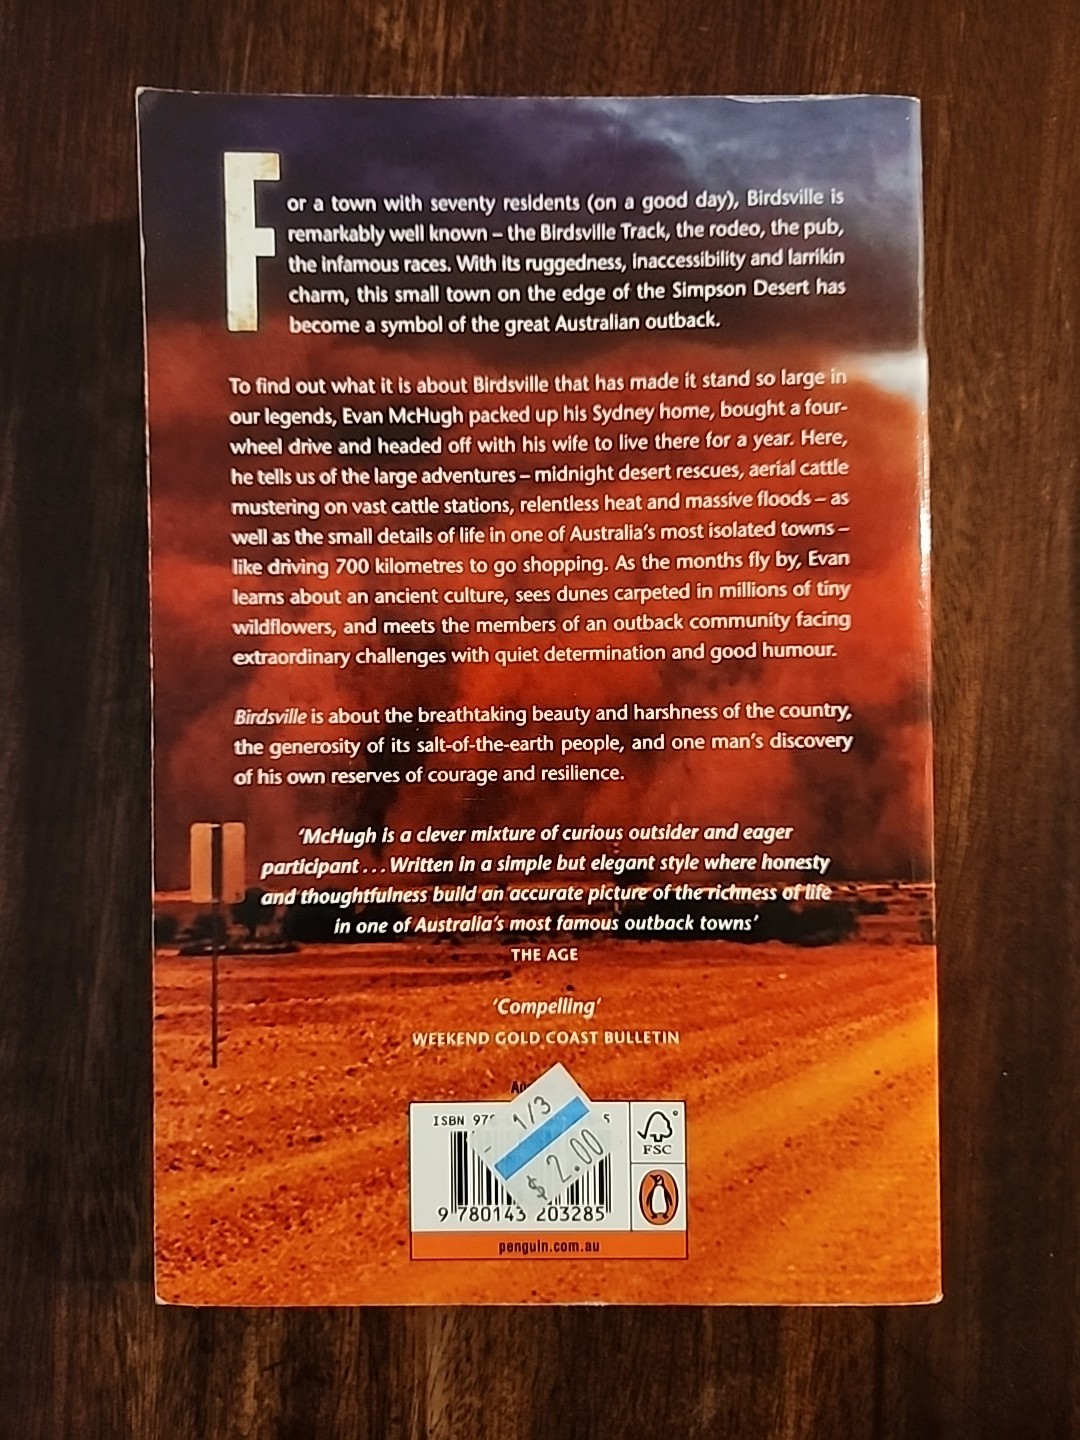 For a town with seventy residents (on a good day), Birdsville is
remarkably well known – the Birdsville Track, the rodeo, the pub,
the infamous races. With its ruggedness, inaccessibility and larrikin
charm, this small town on the edge of the Simpson Desert has
become a symbol of the great Australian outback.
To find out what it is about Birdsville that has made it stand so large in
our legends, Evan McHugh packed up his Sydney home, bought a four-
wheel drive and headed off with his wife to live there for a year. Here,
he tells us of the large adventures – midnight desert rescues, aerial cattle
mustering on vast cattle stations, relentless heat and massive floods – as
well as the small details of life in one of Australia's most isolated towns –
like driving 700 kilometres to go shopping. As the months fly by, Evan
learns about an ancient culture, sees dunes carpeted in millions of tiny
wildflowers, and meets the members of an outback community facing
extraordinary challenges with quiet determination and good humour.
Birdsville is about the breathtaking beauty and harshness of the country,
the generosity of its salt-of-the-earth people, and one man's discovery
of his own reserves of courage and resilience.
'McHugh is a clever mixture of curious outsider and eager
participant . . . Written in a simple but elegant style where honesty
and thoughtfulness build an accurate picture of the richness of life
in one of Australia's most famous outback towns'
THE AGE
'Compelling'
WEEKEND GOLD COAST BULLETIN
1/3
$2.00
ISBN 97 5
FSC
9 780143 203285
penguin.com.au